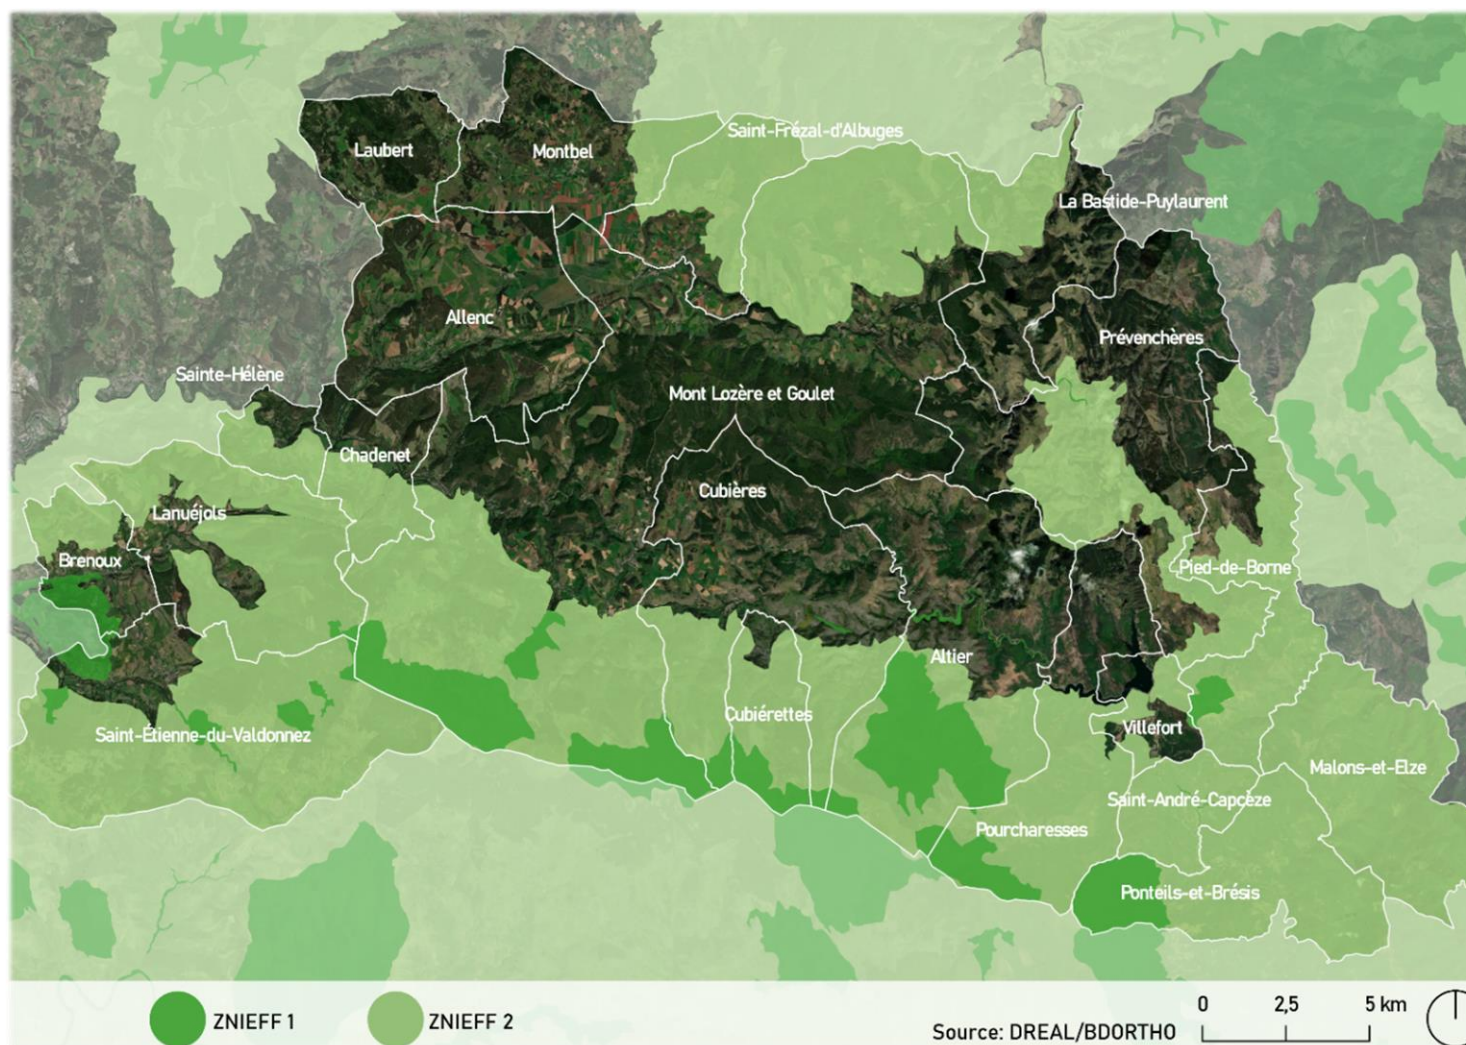 Saint-Frézal-d'Albuges
Laubert
Montbel
La Bastide-Puylaurent
Allenc
Prévenchères
Sainte-Hélène
Mont Lozère et Goulet
Chadenet
Cubières
Lanuéjols
Brenoux
Pied-de-Borne
Altier
Cubiérettes
Villefort
Saint-Étienne-du-Valdonnez
Malons-et-Elze
Saint-André-Capcèze
Pourcharesses
Ponteils-et-Brésis
ZNIEFF 1
ZNIEFF 2
Source: DREAL/BDORTHO
0 2,5 5 km